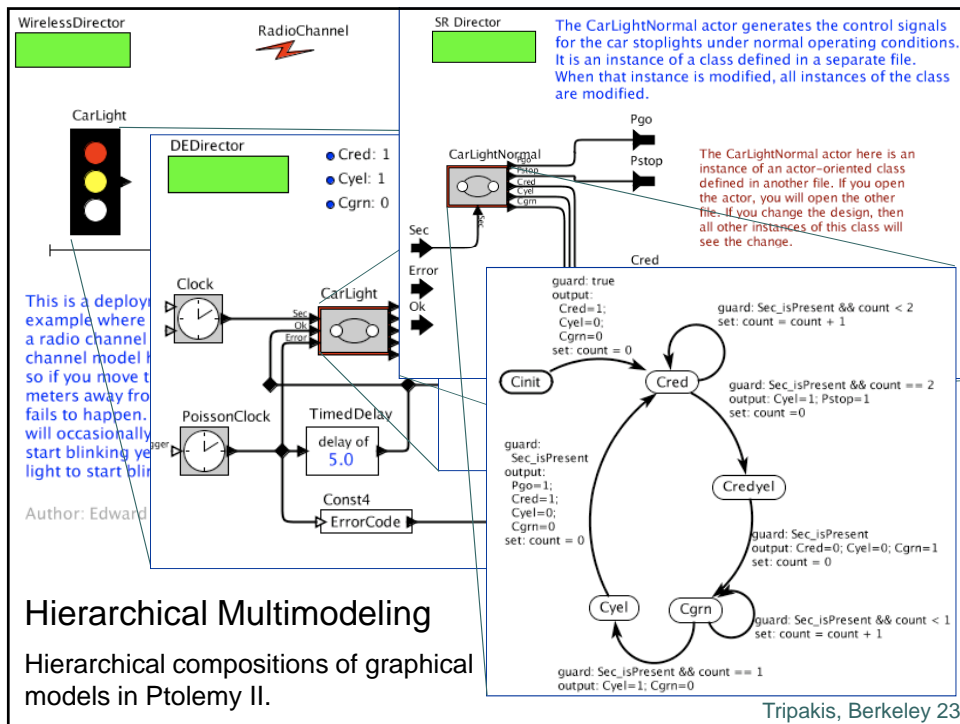 WirelessDirector
RadioChannel
CarLight
This is a deployn
example where
a radio channel
channel model h
so if you move t
meters away fro
fails to happen.
will occasionally
start blinking ye
light to start blin
Author: Edward
DEDirector
Cred: 1
Cyel: 1
Cgrn: 0
Clock
CarLight
Sec
Ok
Error
PoissonClock
gger
TimedDelay
delay of
5.0
Const4
ErrorCode
SR Director
The CarLightNormal actor generates the control signals
for the car stoplights under normal operating conditions.
It is an instance of a class defined in a separate file.
When that instance is modified, all instances of the class
are modified.
CarLightNormal
Pgo
Pstop
Cred
Cyel
Cgrn
Sec
Pgo
Pstop
The CarLightNormal actor here is an
instance of an actor-oriented class
defined in another file. If you open
the actor, you will open the other
file. If you change the design, then
all other instances of this class will
see the change.
Sec
Error
Ok
Cred
guard: true
output:
Cred=1;
Cyel=0;
Cgrn=0
set: count = 0
guard: Sec_isPresent && count < 2
set: count = count + 1
Cinit
Cred
guard: Sec_isPresent && count == 2
output: Cyel=1; Pstop=1
set: count =0
guard:
Sec_isPresent
output:
Pgo=1;
Cred=1;
Cyel=0;
Cgrn=0
set: count = 0
Credyel
guard: Sec_isPresent
output: Cred=0; Cyel=0; Cgrn=1
set: count = 0
Cyel
Cgrn
guard: Sec_isPresent && count < 1
set: count = count + 1
guard: Sec_isPresent && count == 1
output: Cyel=1; Cgrn=0
Hierarchical Multimodeling
Hierarchical compositions of graphical
models in Ptolemy II.
Tripakis, Berkeley 23